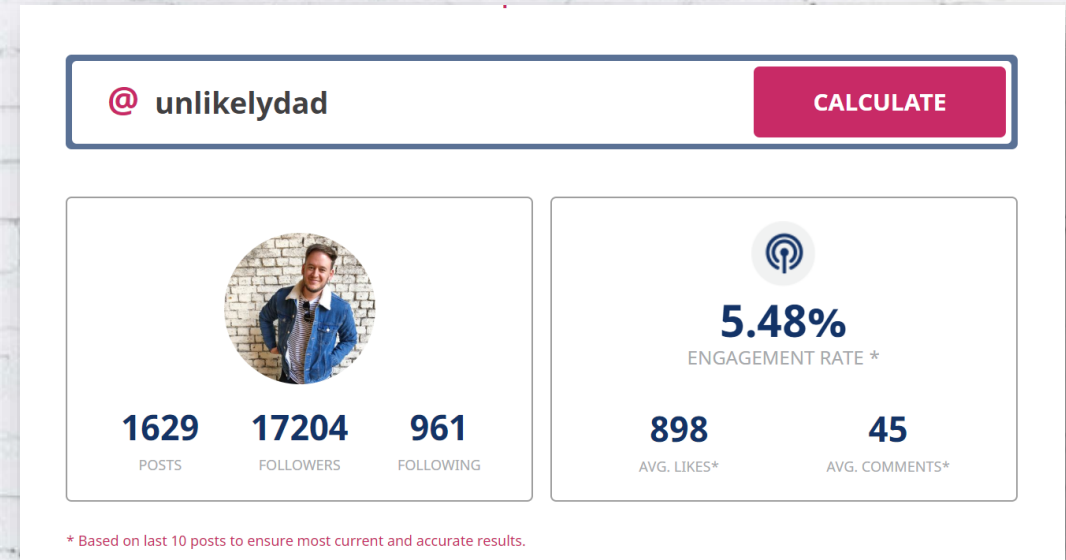 @ unlikelydad
CALCULATE
1629 17204 961
POSTS FOLLOWERS FOLLOWING
5.48%
ENGAGEMENT RATE *
898 45
AVG. LIKES* AVG. COMMENTS*
* Based on last 10 posts to ensure most current and accurate results.